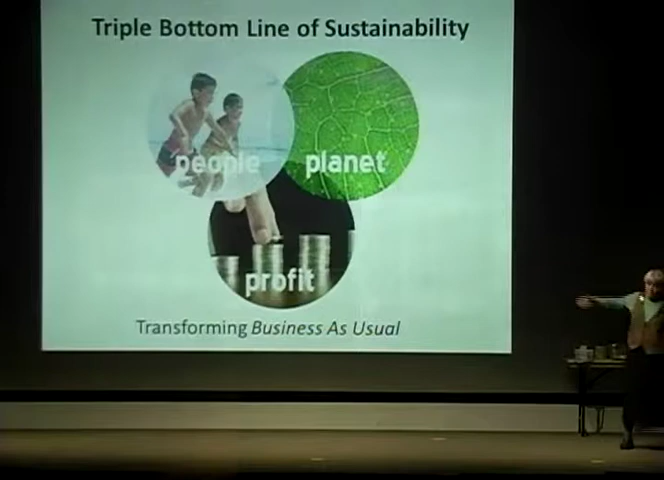 Triple Bottom Line of Sustainability
people
planet
profit
Transforming Business As Usual